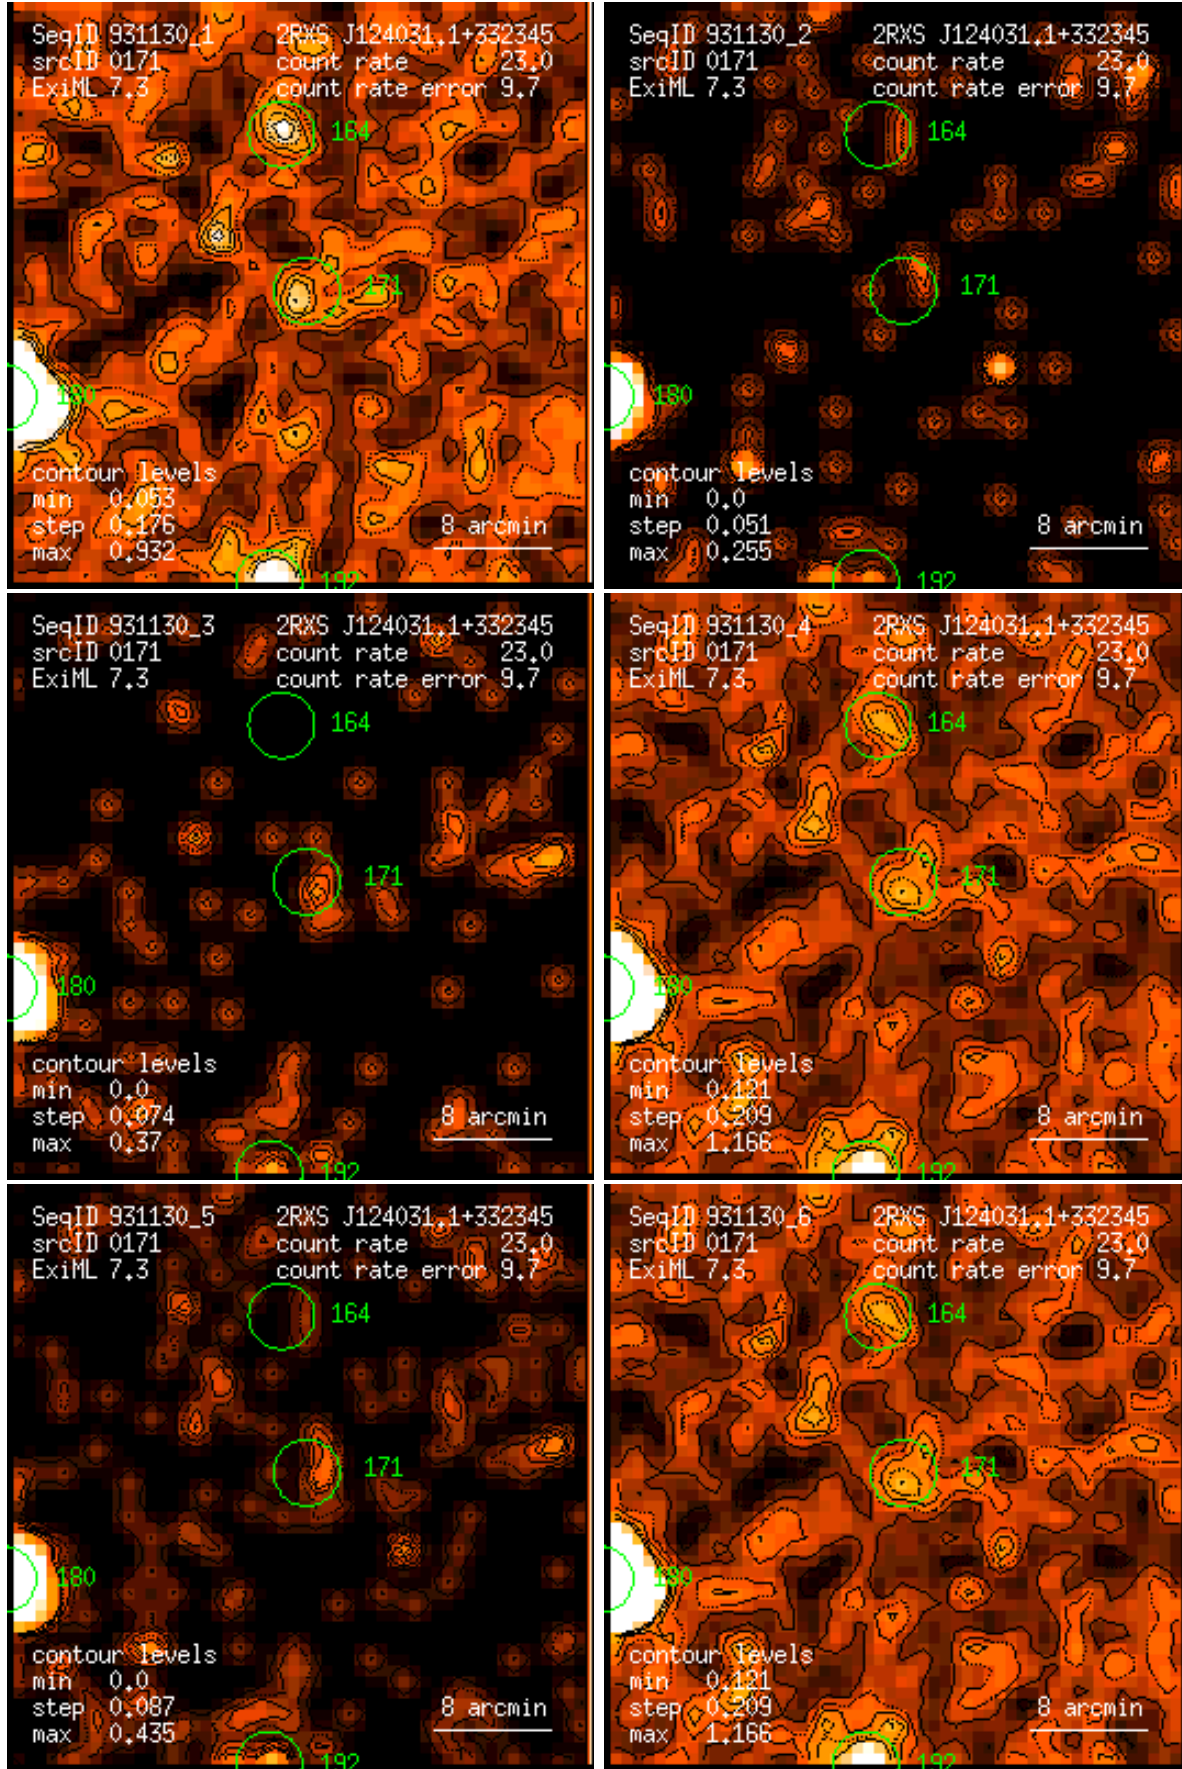 SeqID 931130_1 2RXS J124031.1+332345
srcID 0171 count rate 23.0
ExiML 7.3 count rate error 9.7
164
171
180
contour levels
min 0.053
step 0.176 8 arcmin
max 0.932
192
SeqID 931130_2 2RXS J124031.1+332345
srcID 0171 count rate 23.0
ExiML 7.3 count rate error 9.7
164
171
180
contour levels
min 0.0
step 0.051 8 arcmin
max 0.255
192
SeqID 931130_3 2RXS J124031.1+332345
srcID 0171 count rate 23.0
ExiML 7.3 count rate error 9.7
164
171
180
contour levels
min 0.0
step 0.074 8 arcmin
max 0.37
192
SeqID 931130_4 2RXS J124031.1+332345
srcID 0171 count rate 23.0
ExiML 7.3 count rate error 9.7
164
171
180
contour levels
min 0.121
step 0.209 8 arcmin
max 1.166
192
SeqID 931130_5 2RXS J124031.1+332345
srcID 0171 count rate 23.0
ExiML 7.3 count rate error 9.7
164
171
180
contour levels
min 0.0
step 0.087 8 arcmin
max 0.435
192
SeqID 931130_6 2RXS J124031.1+332345
srcID 0171 count rate 23.0
ExiML 7.3 count rate error 9.7
164
171
180
contour levels
min 0.121
step 0.209 8 arcmin
max 1.166
192